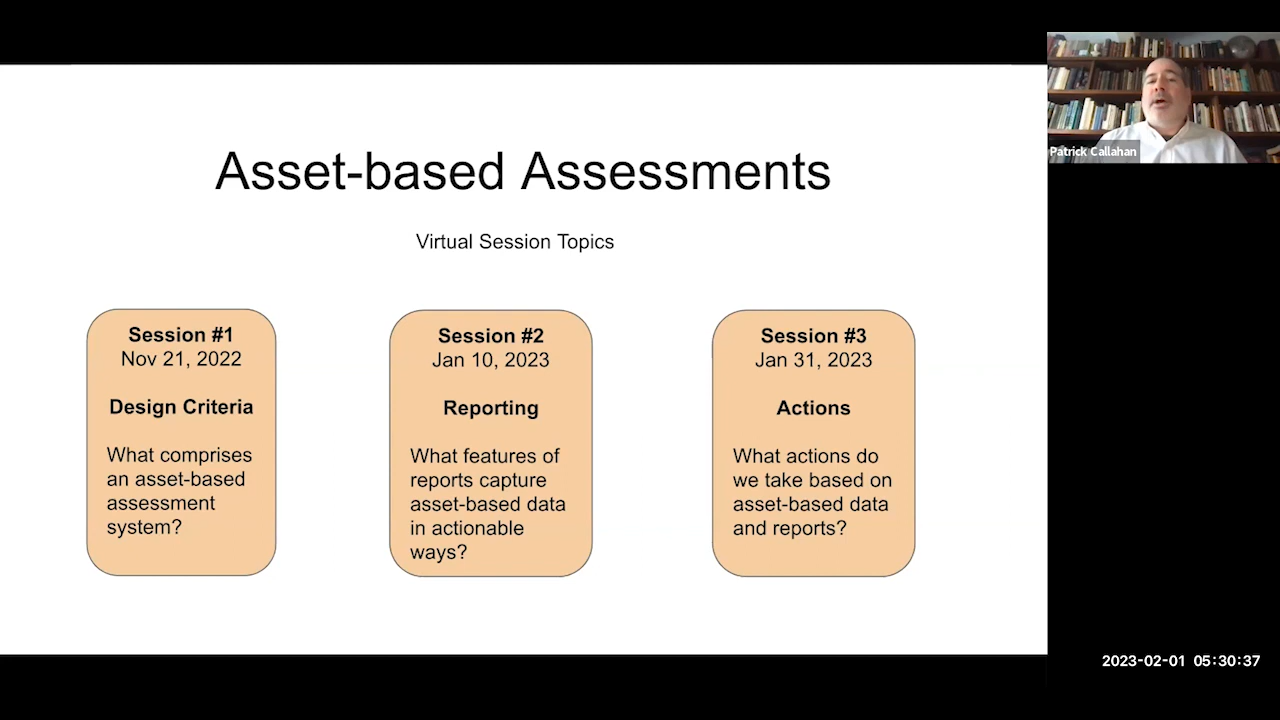 Asset-based Assessments
Virtual Session Topics
Session #1
Nov 21, 2022
Design Criteria
What comprises
an asset-based
assessment
system?
Session #2
Jan 10, 2023
Reporting
What features of
reports capture
asset-based data
in actionable
ways?
Session #3
Jan 31, 2023
Actions
What actions do
we take based on
asset-based data
and reports?
Patrick Callahan
2023-02-01 05:30:37